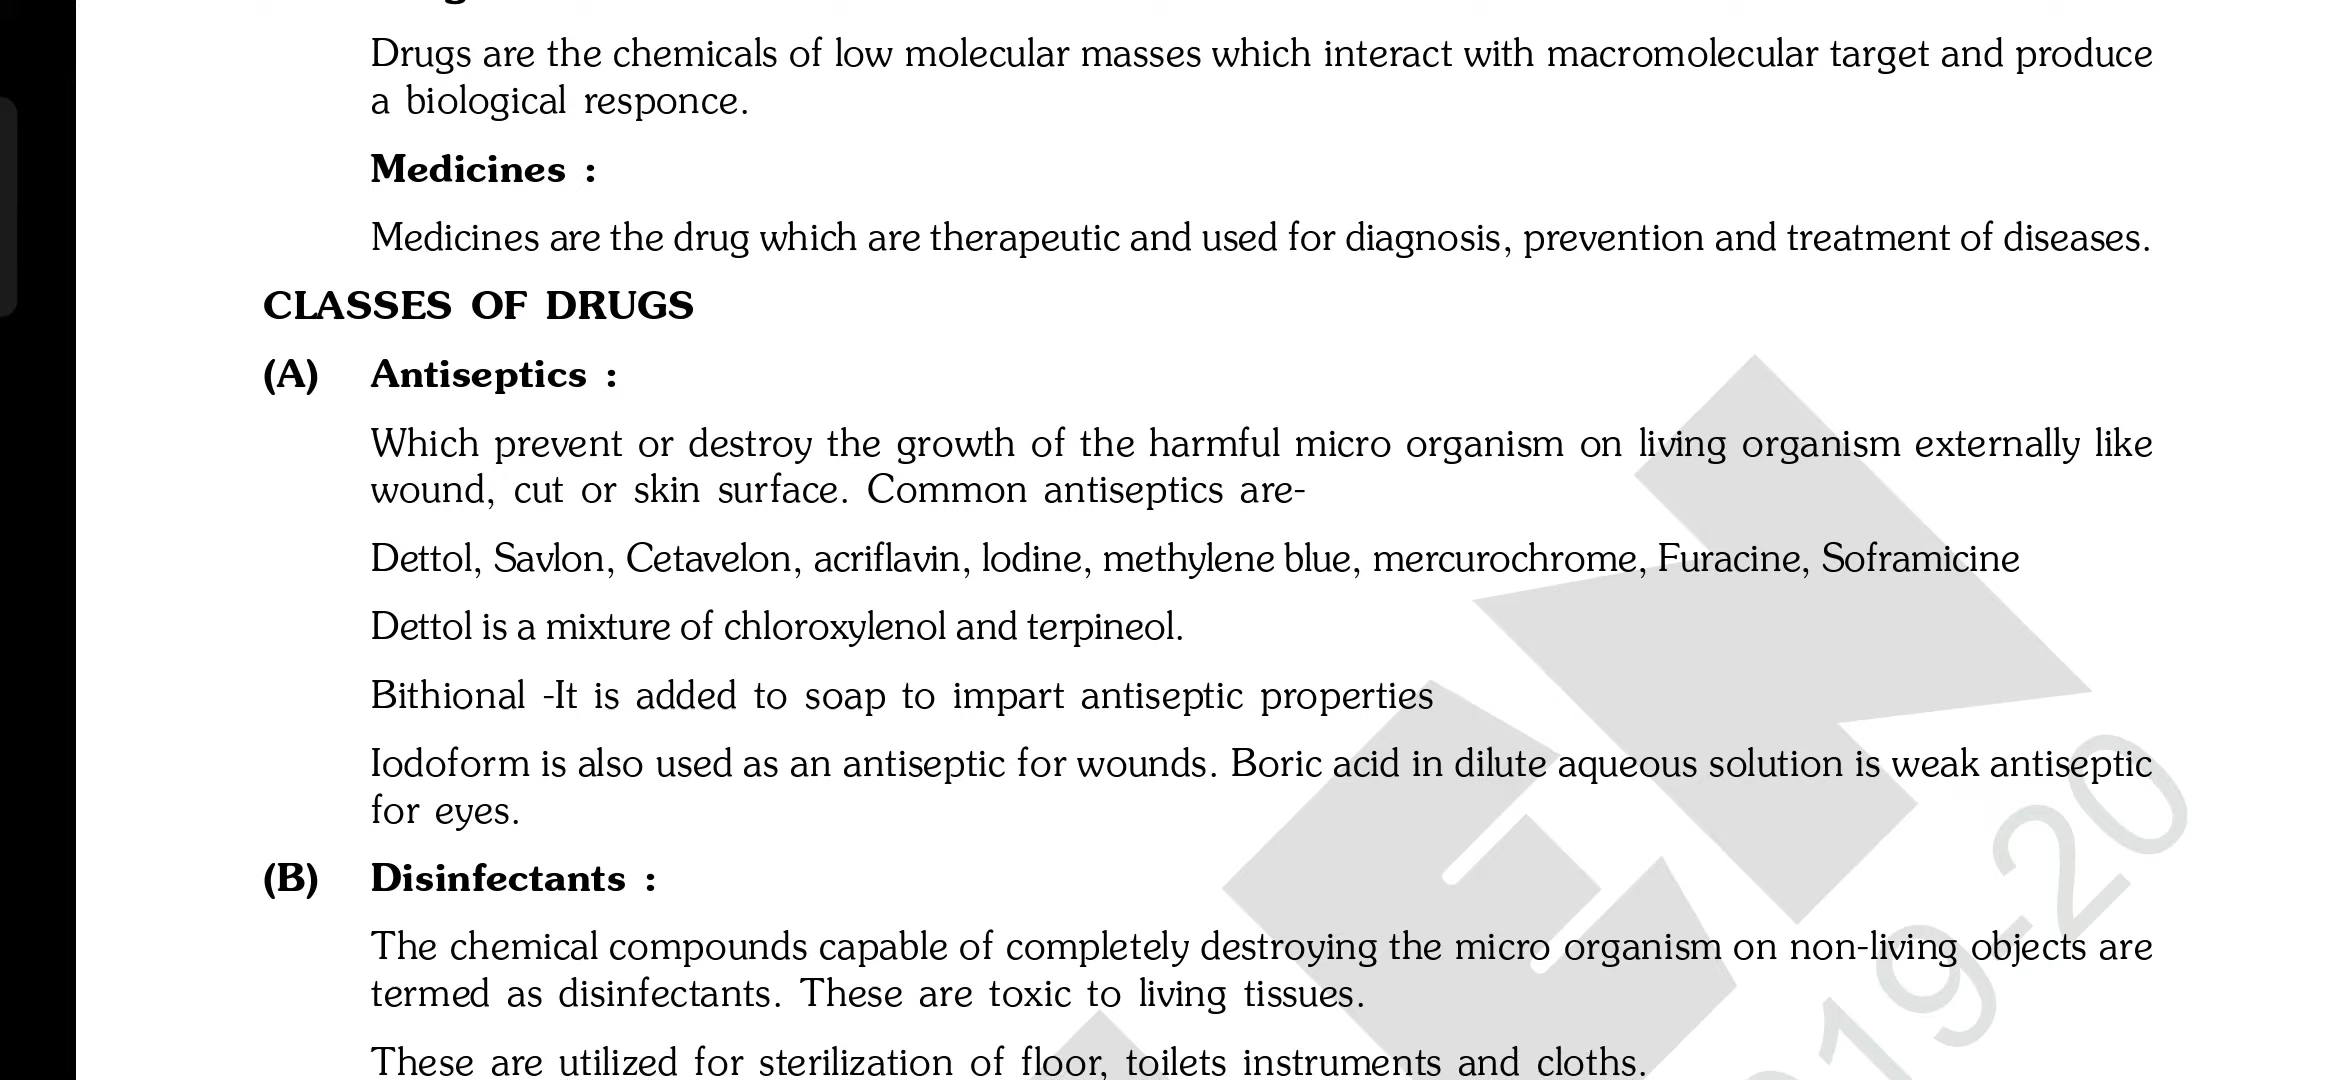 Drugs are the chemicals of low molecular masses which interact with macromolecular target and produce
a biological responce.
Medicines :
Medicines are the drug which are therapeutic and used for diagnosis, prevention and treatment of diseases.
CLASSES OF DRUGS
(A) Antiseptics :
Which prevent or destroy the growth of the harmful micro organism on living organism externally like
wound, cut or skin surface. Common antiseptics are-
Dettol, Savlon, Cetavelon, acriflavin, lodine, methylene blue, mercurochrome, Furacine, Soframicine
Dettol is a mixture of chloroxylenol and terpineol.
Bithional -It is added to soap to impart antiseptic properties
Iodoform is also used as an antiseptic for wounds. Boric acid in dilute aqueous solution is weak antiseptic
for eyes.
(B) Disinfectants :
The chemical compounds capable of completely destroying the micro organism on non-living objects are
termed as disinfectants. These are toxic to living tissues.
These are utilized for sterilization of floor, toilets instruments and cloths.
19-20